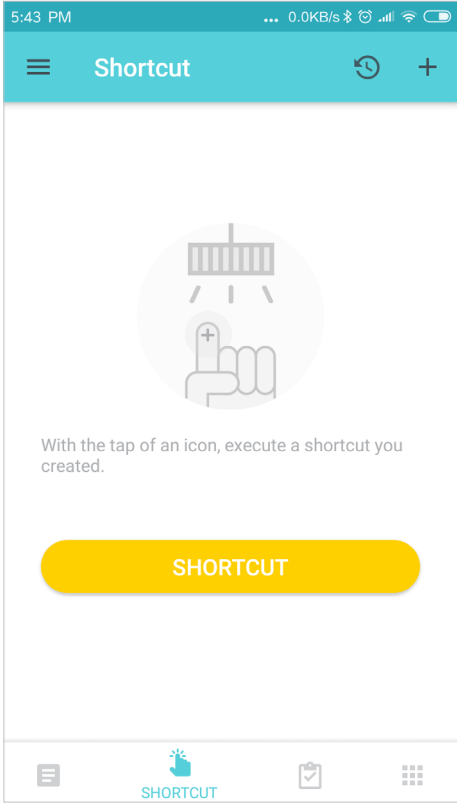 5:43 PM ... 0.0KB/s
Shortcut
With the tap of an icon, execute a shortcut you
created.
SHORTCUT
SHORTCUT